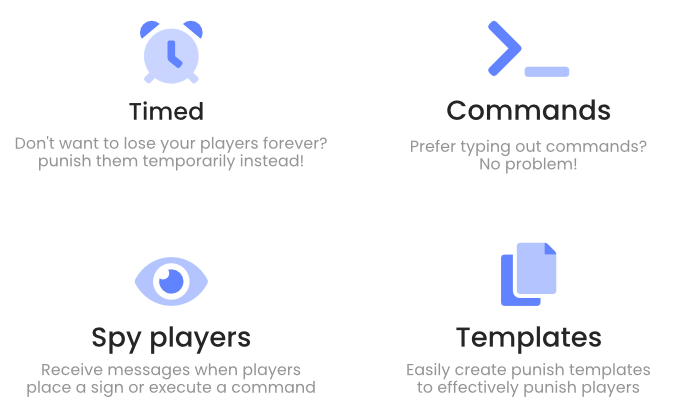 Timed
Don't want to lose your players forever?
punish them temporarily instead!
Commands
Prefer typing out commands?
No problem!
Spy players
Receive messages when players
place a sign or execute a command
Templates
Easily create punish templates
to effectively punish players